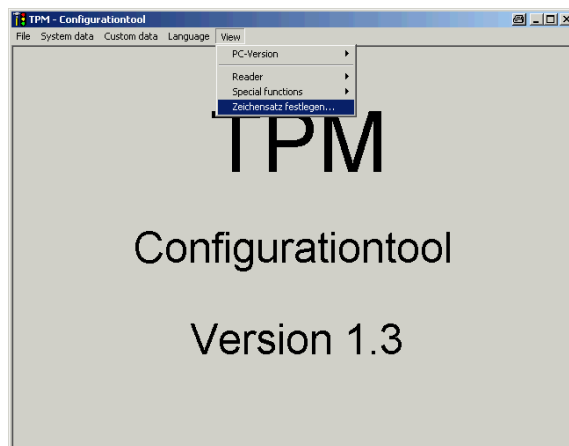 TPM - Configurationtool
File System data Custom data Language View
PC-Version
Reader
Special functions
Zeichensatz festlegen...
TPM
Configurationtool
Version 1.3